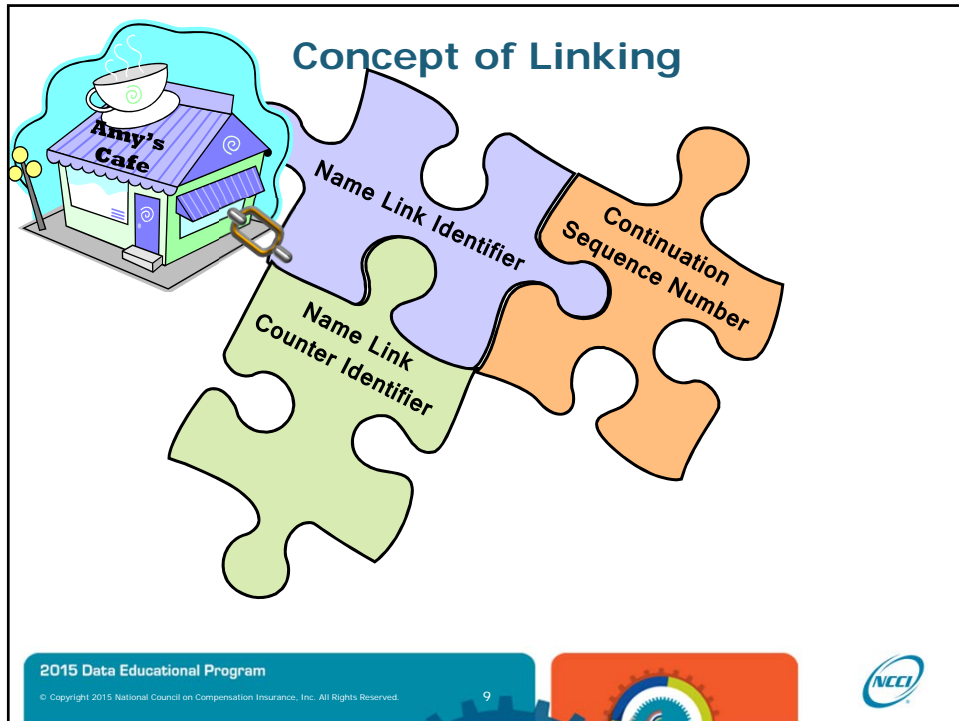 Concept of Linking
Amy's
Cafe
Name Link Identifier
Continuation
Sequence Number
Name Link
Counter Identifier
2015 Data Educational Program
© Copyright 2015 National Council on Compensation Insurance, Inc. All Rights Reserved.
9
NCCI